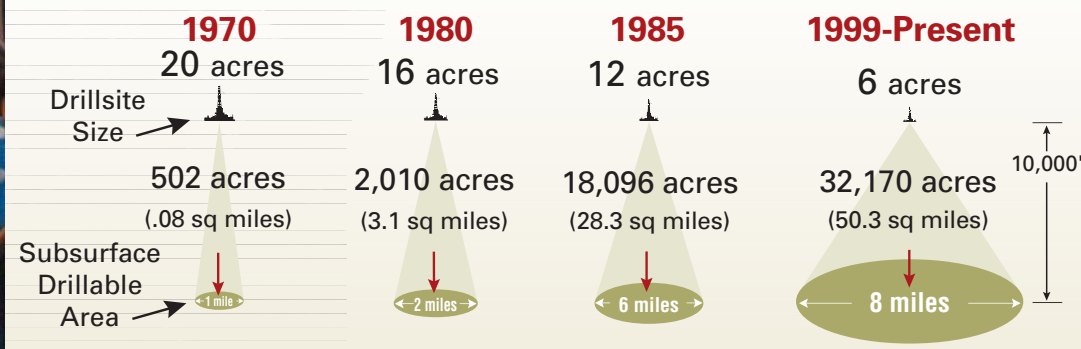 1970
20 acres
Drillsite
Size
502 acres
(.08 sq miles)
Subsurface
Drillable
Area
1 mile
1980
16 acres
2,010 acres
(3.1 sq miles)
2 miles
1985
12 acres
18,096 acres
(28.3 sq miles)
6 miles
1999-Present
6 acres
32,170 acres
(50.3 sq miles)
8 miles
10,000'